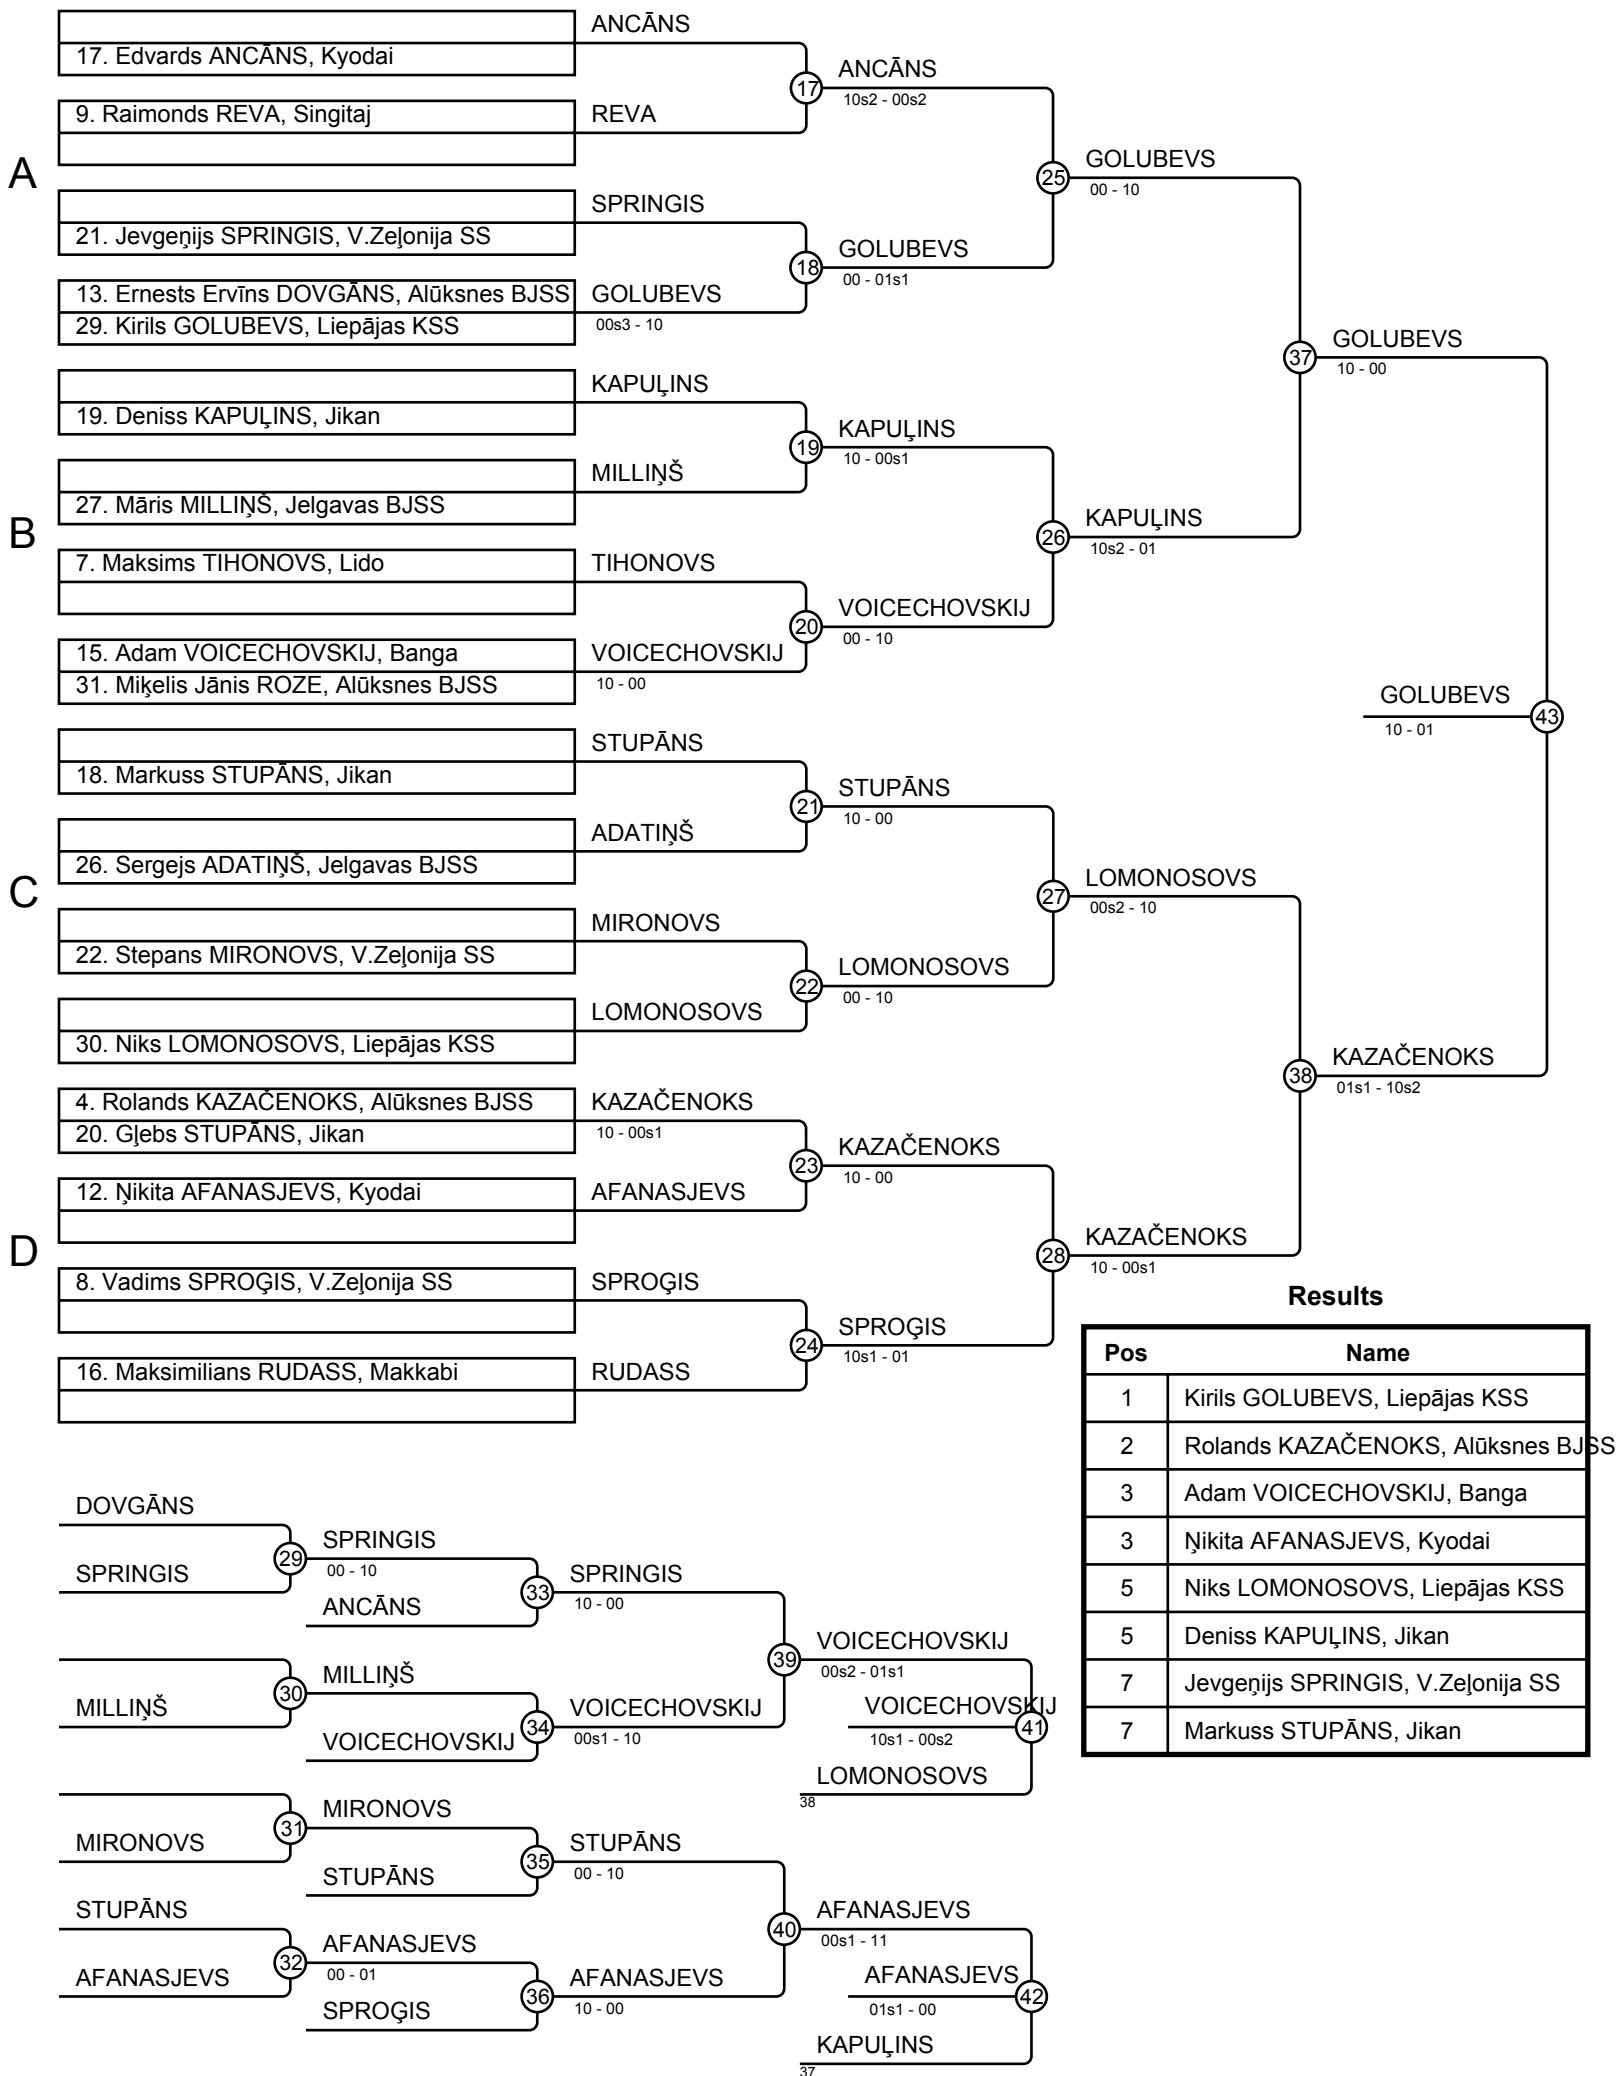 ANCĀNS
17. Edvards ANCĀNS, Kyodai
17
ANCĀNS
10s2 - 00s2
9. Raimonds REVA, Singitaj
REVA
A
25
GOLUBEVS
00 - 10
SPRINGIS
21. Jevgeņijs SPRINGIS, V.Zeļonija SS
18
GOLUBEVS
00 - 01s1
13. Ernests Ervīns DOVGĀNS, Alūksnes BJSS
GOLUBEVS
29. Kirils GOLUBEVS, Liepājas KSS
00s3 - 10
37
GOLUBEVS
10 - 00
KAPUĻINS
19. Deniss KAPUĻINS, Jikan
19
KAPUĻINS
10 - 00s1
MILLIŅŠ
27. Māris MILLIŅŠ, Jelgavas BJSS
B
26
KAPUĻINS
10s2 - 01
7. Maksims TIHONOVS, Lido
TIHONOVS
20
VOICECHOVSKIJ
00 - 10
15. Adam VOICECHOVSKIJ, Banga
VOICECHOVSKIJ
31. Miķelis Jānis ROZE, Alūksnes BJSS
10 - 00
GOLUBEVS
43
10 - 01
STUPĀNS
18. Markuss STUPĀNS, Jikan
21
STUPĀNS
10 - 00
ADATIŅŠ
26. Sergejs ADATIŅŠ, Jelgavas BJSS
C
27
LOMONOSOVS
00s2 - 10
MIRONOVS
22. Stepans MIRONOVS, V.Zeļonija SS
22
LOMONOSOVS
00 - 10
LOMONOSOVS
30. Niks LOMONOSOVS, Liepājas KSS
38
KAZAČENOKS
01s1 - 10s2
4. Rolands KAZAČENOKS, Alūksnes BJSS
KAZAČENOKS
20. Gļebs STUPĀNS, Jikan
10 - 00s1
23
KAZAČENOKS
10 - 00
12. Ņikita AFANASJEVS, Kyodai
AFANASJEVS
D
28
KAZAČENOKS
10 - 00s1
8. Vadims SPROĢIS, V.Zeļonija SS
SPROĢIS
24
SPROĢIS
10s1 - 01
16. Maksimilians RUDASS, Makkabi
RUDASS
Results
Pos Name
1 Kirils GOLUBEVS, Liepājas KSS
2 Rolands KAZAČENOKS, Alūksnes BJSS
3 Adam VOICECHOVSKIJ, Banga
3 Ņikita AFANASJEVS, Kyodai
5 Niks LOMONOSOVS, Liepājas KSS
5 Deniss KAPUĻINS, Jikan
7 Jevgeņijs SPRINGIS, V.Zeļonija SS
7 Markuss STUPĀNS, Jikan
DOVGĀNS
29
SPRINGIS
00 - 10
SPRINGIS
33
SPRINGIS
10 - 00
ANCĀNS
39
VOICECHOVSKIJ
00s2 - 01s1
30
MILLIŅŠ
MILLIŅŠ
34
VOICECHOVSKIJ
00s1 - 10
VOICECHOVSKIJ
VOICECHOVSKIJ
41
10s1 - 00s2
LOMONOSOVS
38
31
MIRONOVS
MIRONOVS
35
STUPĀNS
00 - 10
STUPĀNS
40
AFANASJEVS
00s1 - 11
STUPĀNS
32
AFANASJEVS
00 - 01
AFANASJEVS
36
AFANASJEVS
10 - 00
SPROĢIS
AFANASJEVS
42
01s1 - 00
KAPUĻINS
37